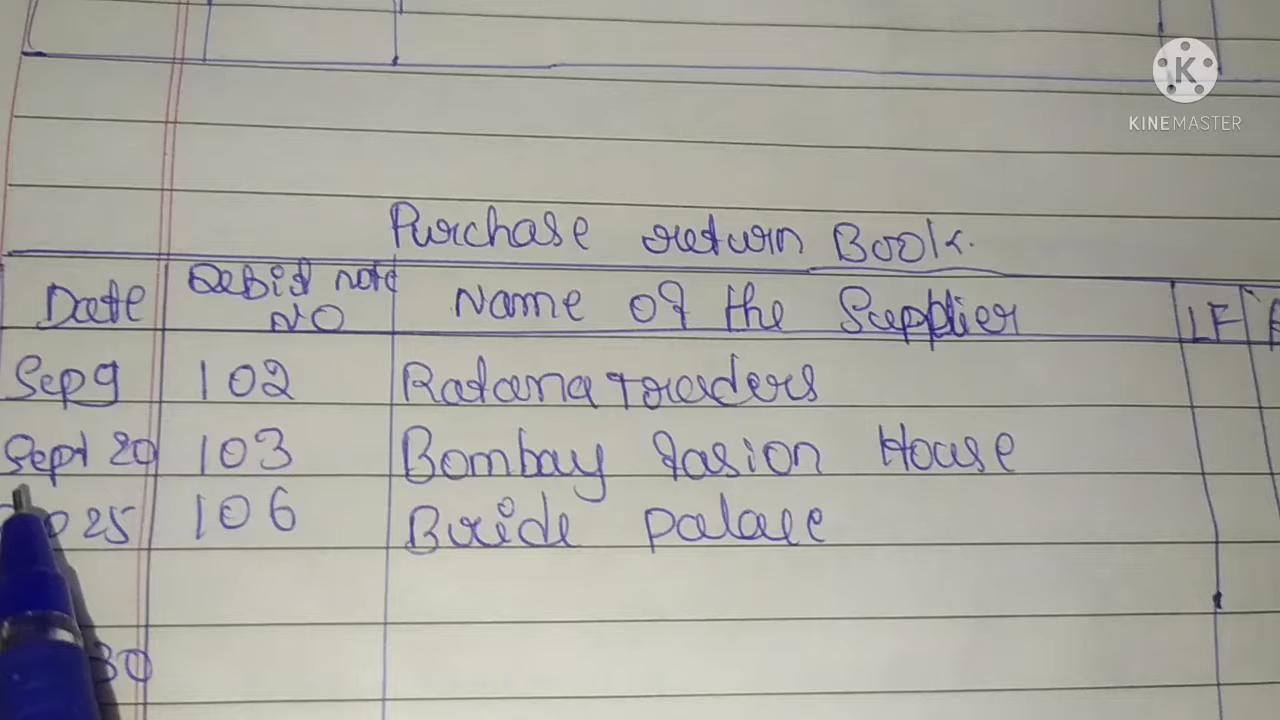 KINEMASTER
Purchase return Book.
Date Debit note NO Name of the Supplier LF
Sep 9 102 Ratana traders
Sept 20 103 Bombay fasion House
25 106 Bride palace
30